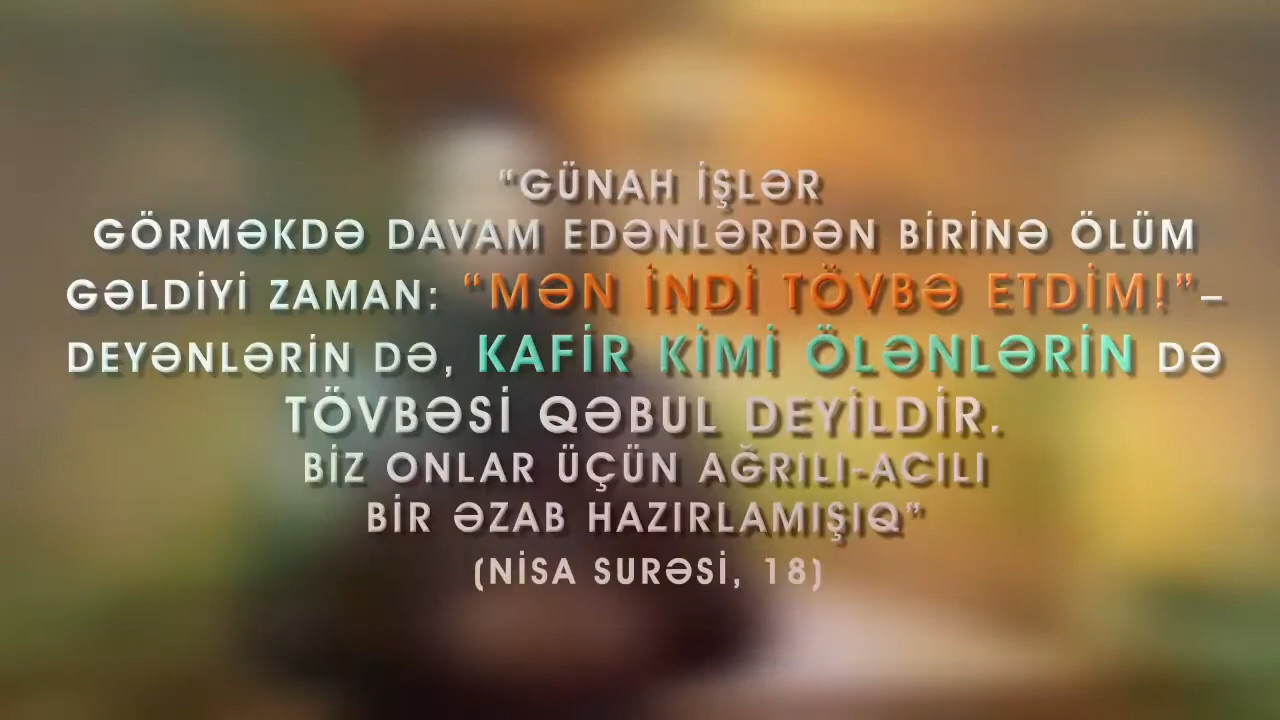 "GÜNAH İŞLƏR
GÖRMƏKDƏ DAVAM EDƏNLƏRDƏN BİRİNƏ ÖLÜM
GƏLDİYİ ZAMAN: “MƏN İNDİ TÖVBƏ ETDİM!”–
DEYƏNLƏRİN DƏ, KAFİR KİMİ ÖLƏNLƏRİN DƏ
TÖVBƏSİ QƏBUL DEYİLDİR.
BİZ ONLAR ÜÇÜN AĞRILI-ACILI
BİR ƏZAB HAZIRLAMIŞIQ”
(NİSA SURƏSİ, 18)